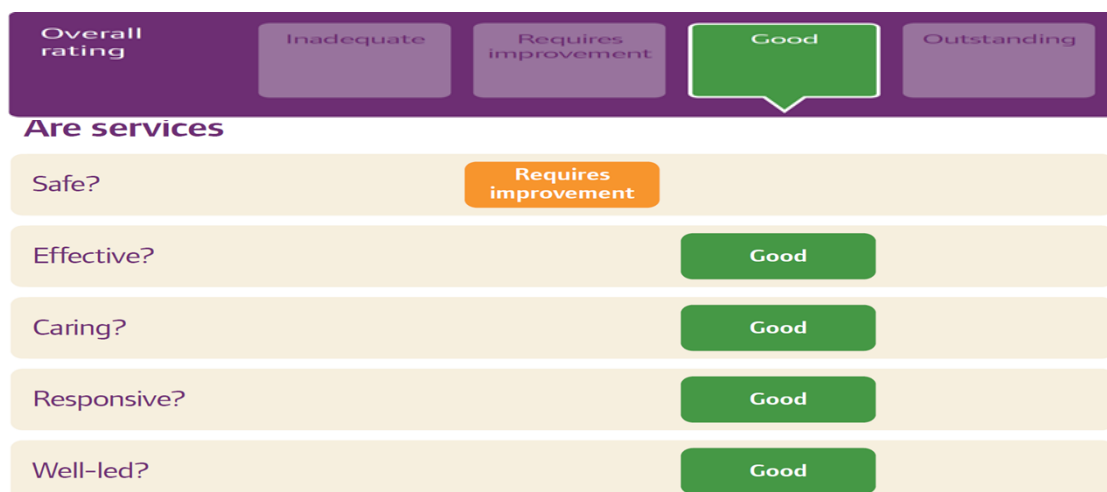 Overall
rating
Inadequate
Requires
improvement
Good
Outstanding
Are services
Safe?
Requires
improvement
Effective?
Good
Caring?
Good
Responsive?
Good
Well-led?
Good